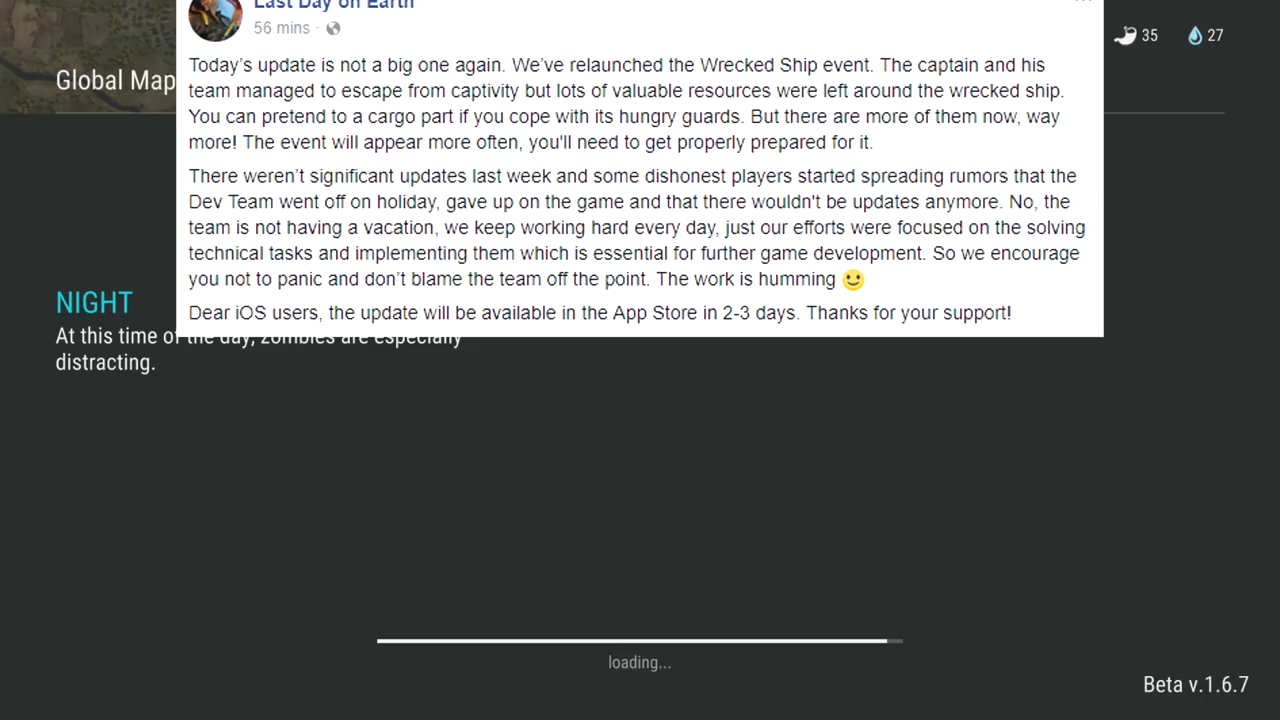 Last Day on Earth
56 mins ·
35
27
Global Map
Today's update is not a big one again. We've relaunched the Wrecked Ship event. The captain and his
team managed to escape from captivity but lots of valuable resources were left around the wrecked ship.
You can pretend to a cargo part if you cope with its hungry guards. But there are more of them now, way
more! The event will appear more often, you'll need to get properly prepared for it.
There weren't significant updates last week and some dishonest players started spreading rumors that the
Dev Team went off on holiday, gave up on the game and that there wouldn't be updates anymore. No, the
team is not having a vacation, we keep working hard every day, just our efforts were focused on the solving
technical tasks and implementing them which is essential for further game development. So we encourage
you not to panic and don't blame the team off the point. The work is humming 🙂
Dear iOS users, the update will be available in the App Store in 2-3 days. Thanks for your support!
NIGHT
At this time of the day, zombies are especially
distracting.
loading...
Beta v.1.6.7